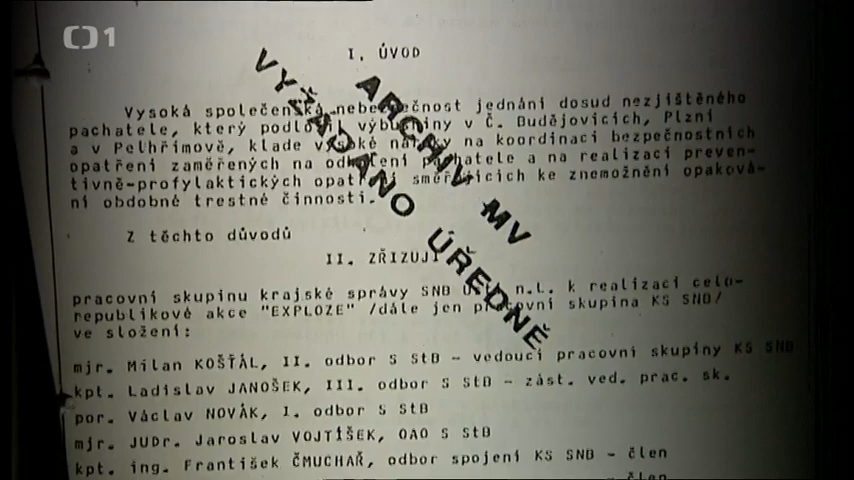 ČT1
I. ÚVOD
Vysoká společenská nebezpečnost jednání dosud nezjištěného
pachatele, který podložil výbušniny v Č. Budějovicích, Plzni
a v Pelhřimově, klade vysoké nároky na koordinaci bezpečnostních
opatření zaměřených na odhalení pachatele a na realizaci preven-
tivně-profylaktických opatření směřujících ke znemožnění opaková-
ní obdobné trestné činnosti.
Z těchto důvodů
II. ZŘIZUJI
pracovní skupinu krajské správy SNB n.L. k realizaci celo-
republikové akce "EXPLOZE" /dále jen pracovní skupina KS SNB/
ve složení:
mjr. Milan KOŠŤÁL, II. odbor S StB - vedoucí pracovní skupiny KS SNB
kpt. Ladislav JANOŠEK, III. odbor S StB - zást. ved. prac. sk.
por. Václav NOVÁK, I. odbor S StB
mjr. JUDr. Jaroslav VOJTÍŠEK, OAO S StB
kpt. ing. František ČMUCHAŘ, odbor spojení KS SNB - člen
- člen
ARCHIV MV
VYŽÁDÁNO ÚŘEDNĚ